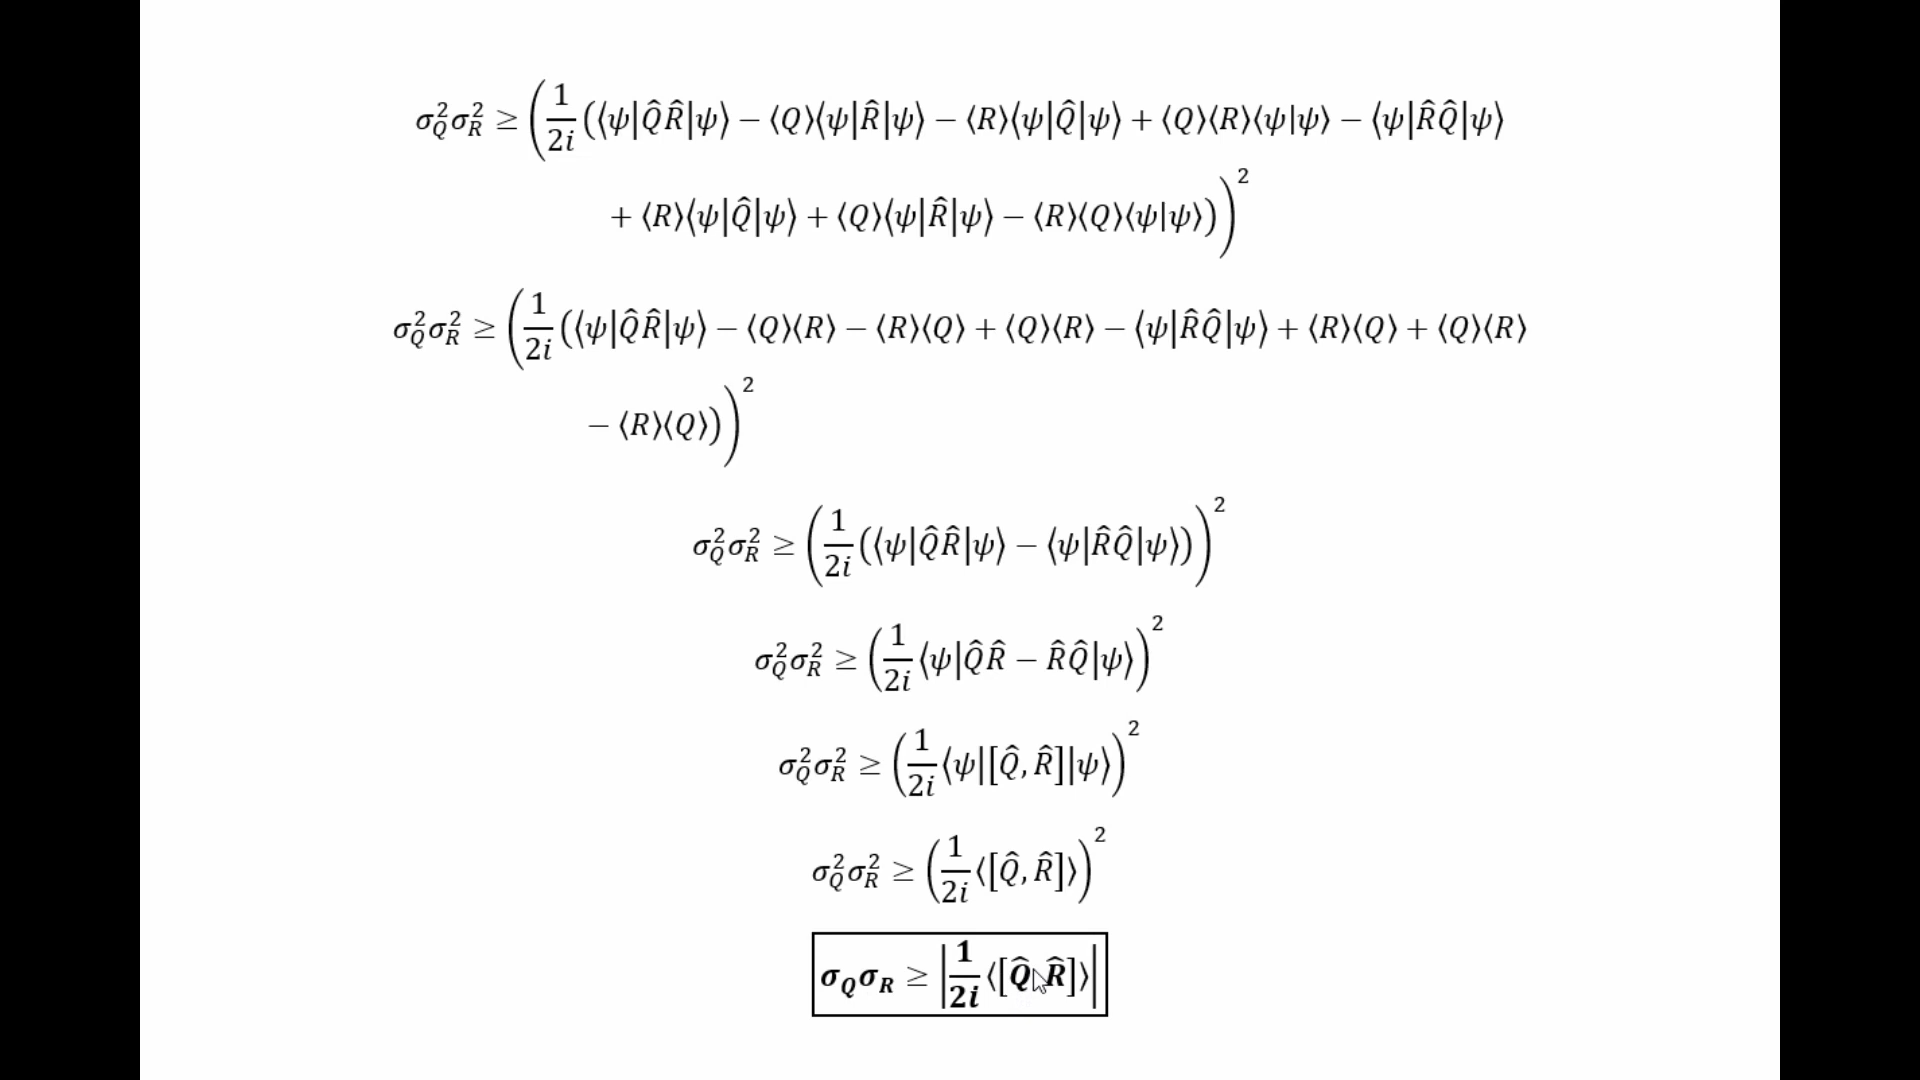 σ_Q^2 σ_R^2 ≥ (1/2i (⟨ψ|Q̂R̂|ψ⟩ − ⟨Q⟩⟨ψ|R̂|ψ⟩ − ⟨R⟩⟨ψ|Q̂|ψ⟩ + ⟨Q⟩⟨R⟩⟨ψ|ψ⟩ − ⟨ψ|R̂Q̂|ψ⟩
+ ⟨R⟩⟨ψ|Q̂|ψ⟩ + ⟨Q⟩⟨ψ|R̂|ψ⟩ − ⟨R⟩⟨Q⟩⟨ψ|ψ⟩))^2
σ_Q^2 σ_R^2 ≥ (1/2i (⟨ψ|Q̂R̂|ψ⟩ − ⟨Q⟩⟨R⟩ − ⟨R⟩⟨Q⟩ + ⟨Q⟩⟨R⟩ − ⟨ψ|R̂Q̂|ψ⟩ + ⟨R⟩⟨Q⟩ + ⟨Q⟩⟨R⟩
− ⟨R⟩⟨Q⟩))^2
σ_Q^2 σ_R^2 ≥ (1/2i (⟨ψ|Q̂R̂|ψ⟩ − ⟨ψ|R̂Q̂|ψ⟩))^2
σ_Q^2 σ_R^2 ≥ (1/2i ⟨ψ|Q̂R̂ − R̂Q̂|ψ⟩)^2
σ_Q^2 σ_R^2 ≥ (1/2i ⟨ψ|[Q̂, R̂]|ψ⟩)^2
σ_Q^2 σ_R^2 ≥ (1/2i ⟨[Q̂, R̂]⟩)^2
σ_Q σ_R ≥ |1/2i ⟨[Q̂, R̂]⟩|